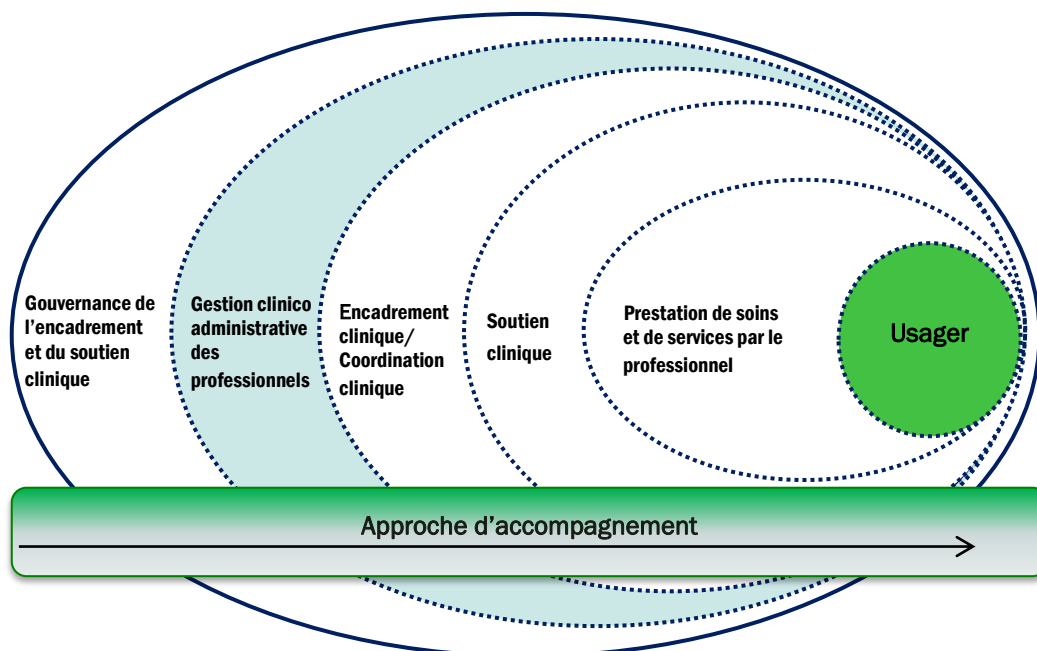 Gouvernance de
l'encadrement
et du soutien
clinique
Gestion clinico
administrative
des
professionnels
Encadrement
clinique/
Coordination
clinique
Soutien
clinique
Prestation de soins
et de services par le
professionnel
Usager
Approche d'accompagnement